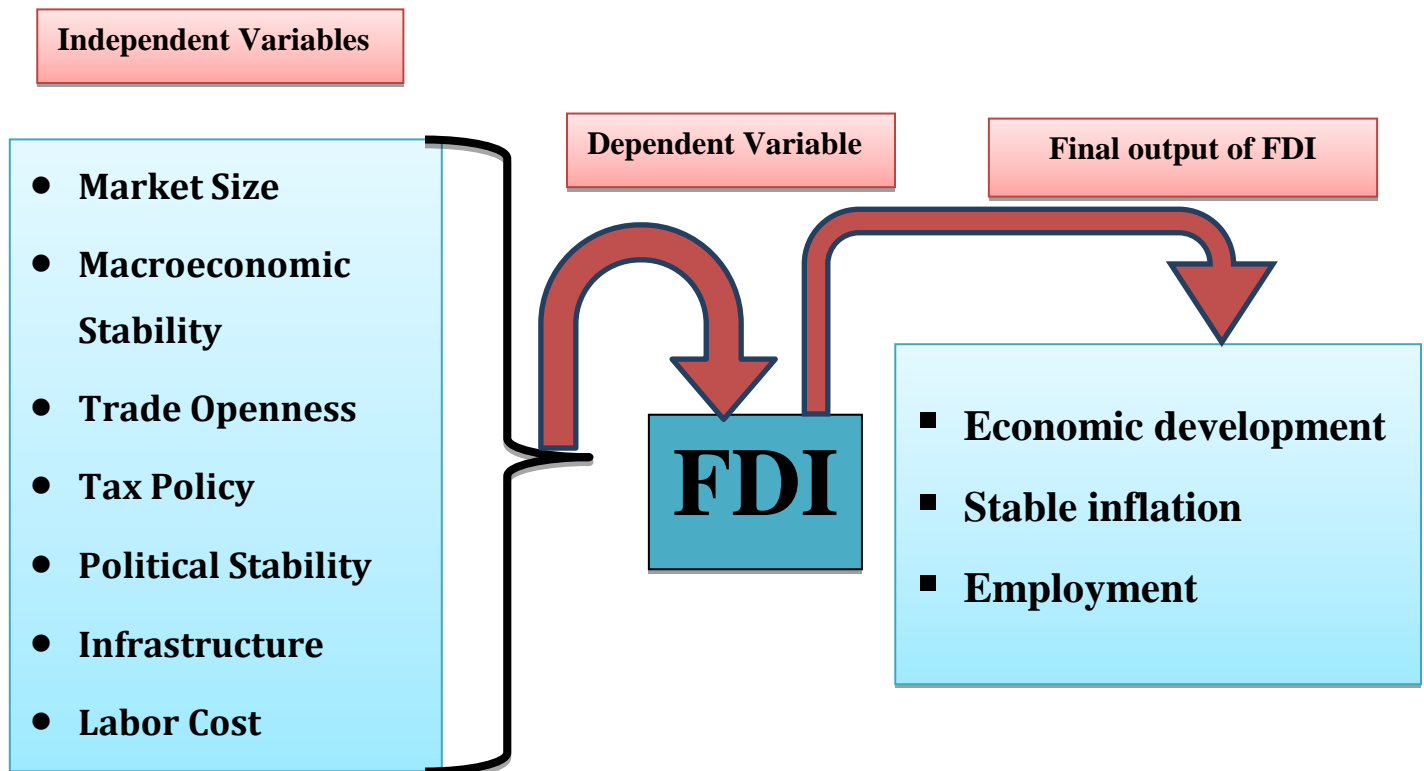 Independent Variables
• Market Size
• Macroeconomic
Stability
• Trade Openness
• Tax Policy
• Political Stability
• Infrastructure
• Labor Cost
Dependent Variable
FDI
Final output of FDI
▪ Economic development
▪ Stable inflation
▪ Employment